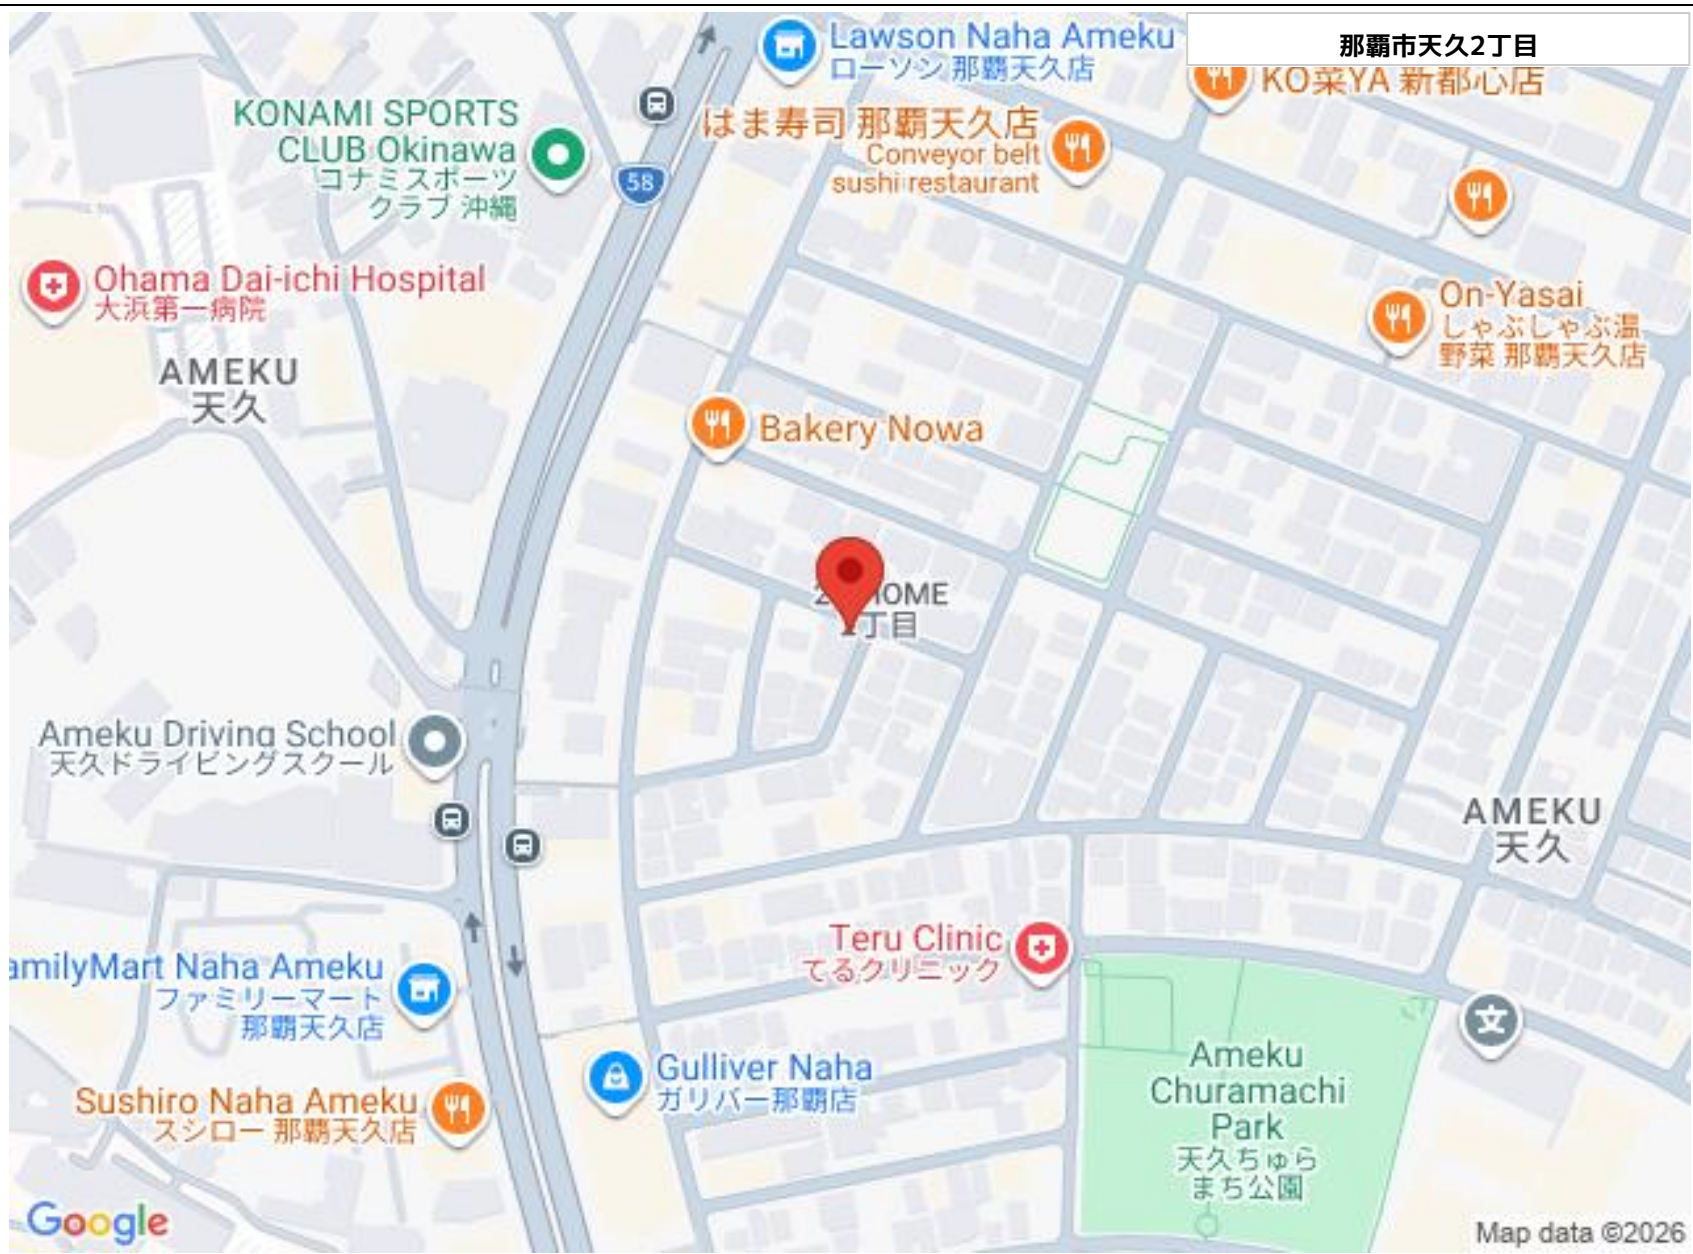 那覇市天久2丁目
Lawson Naha Ameku
ローソン 那覇天久店
KO菜YA 新都心店
KONAMI SPORTS
CLUB Okinawa
コナミスポーツ
クラブ 沖縄
58
はま寿司 那覇天久店
Conveyor belt
sushi restaurant
Ohama Dai-ichi Hospital
大浜第一病院
On-Yasai
しゃぶしゃぶ温
野菜 那覇天久店
AMEKU
天久
Bakery Nowa
HOME
丁目
Ameku Driving School
天久ドライビングスクール
AMEKU
天久
Teru Clinic
てるクリニック
amilyMart Naha Ameku
ファミリーマート
那覇天久店
文
Gulliver Naha
ガリバー那覇店
Ameku
Churamachi
Park
天久ちゅら
まち公園
Sushiro Naha Ameku
スシロー 那覇天久店
Google
Map data ©2026